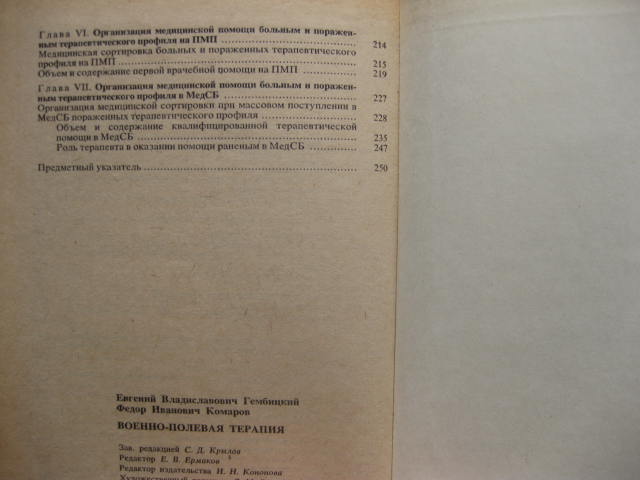 Глава VI. Организация медицинской помощи больным и поражен-
ным терапевтического профиля на ПМП 214
Медицинская сортировка больных и пораженных терапевтического
профиля на ПМП 215
Объем и содержание первой врачебной помощи на ПМП 219
Глава VII. Организация медицинской помощи больным и поражен-
ным терапевтического профиля в МедСБ 227
Организация медицинской сортировки при массовом поступлении в
МедСБ пораженных терапевтического профиля 228
Объем и содержание квалифицированной терапевтической
помощи в МедСБ 235
Роль терапевта в оказании помощи раненым в МедСБ 247
Предметный указатель 250
Евгений Владиславович Гембицкий
Федор Иванович Комаров
ВОЕННО-ПОЛЕВАЯ ТЕРАПИЯ
Зав. редакцией С. Д. Крылов
Редактор Е. В. Ермаков
Редактор издательства И. Н. Кононова